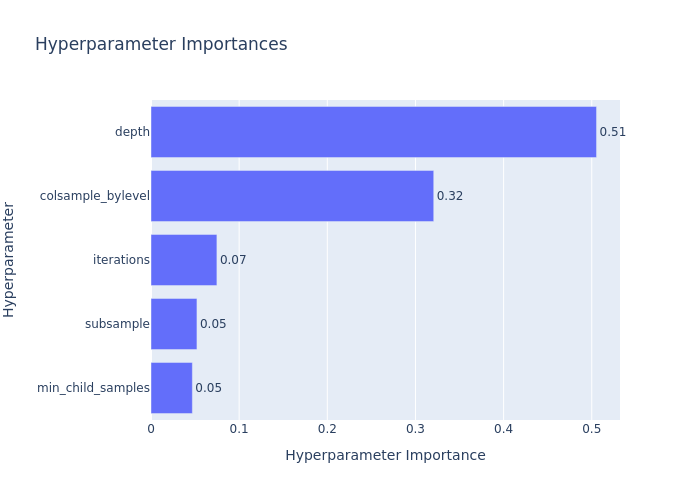 Hyperparameter Importances
Hyperparameter
depth
0.51
colsample_bylevel
0.32
iterations
0.07
subsample
0.05
min_child_samples
0.05
0
0.1
0.2
0.3
0.4
0.5
Hyperparameter Importance